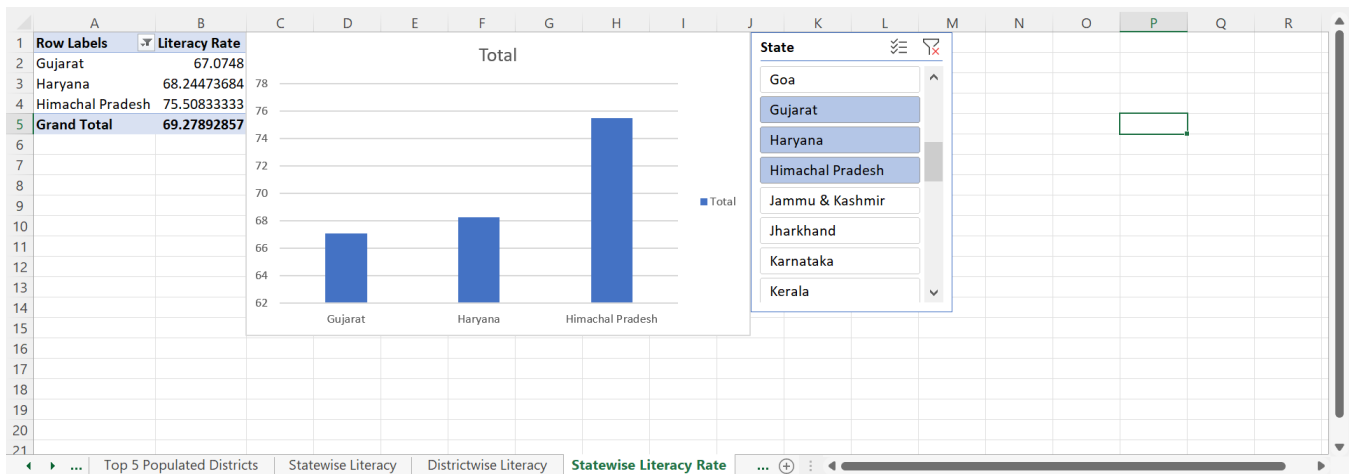 A B C D E F G H I J K L M N O P Q R
1 Row Labels Literacy Rate
2 Gujarat 67.0748
3 Haryana 68.24473684
4 Himachal Pradesh 75.50833333
5 Grand Total 69.27892857
6
7
8
9
10
11
12
13
14
15
16
17
18
19
20
21
Total
78
76
74
72
70
68
66
64
62
Gujarat Haryana Himachal Pradesh
Total
State
Goa
Gujarat
Haryana
Himachal Pradesh
Jammu & Kashmir
Jharkhand
Karnataka
Kerala
... Top 5 Populated Districts Statewise Literacy Districtwise Literacy Statewise Literacy Rate ...